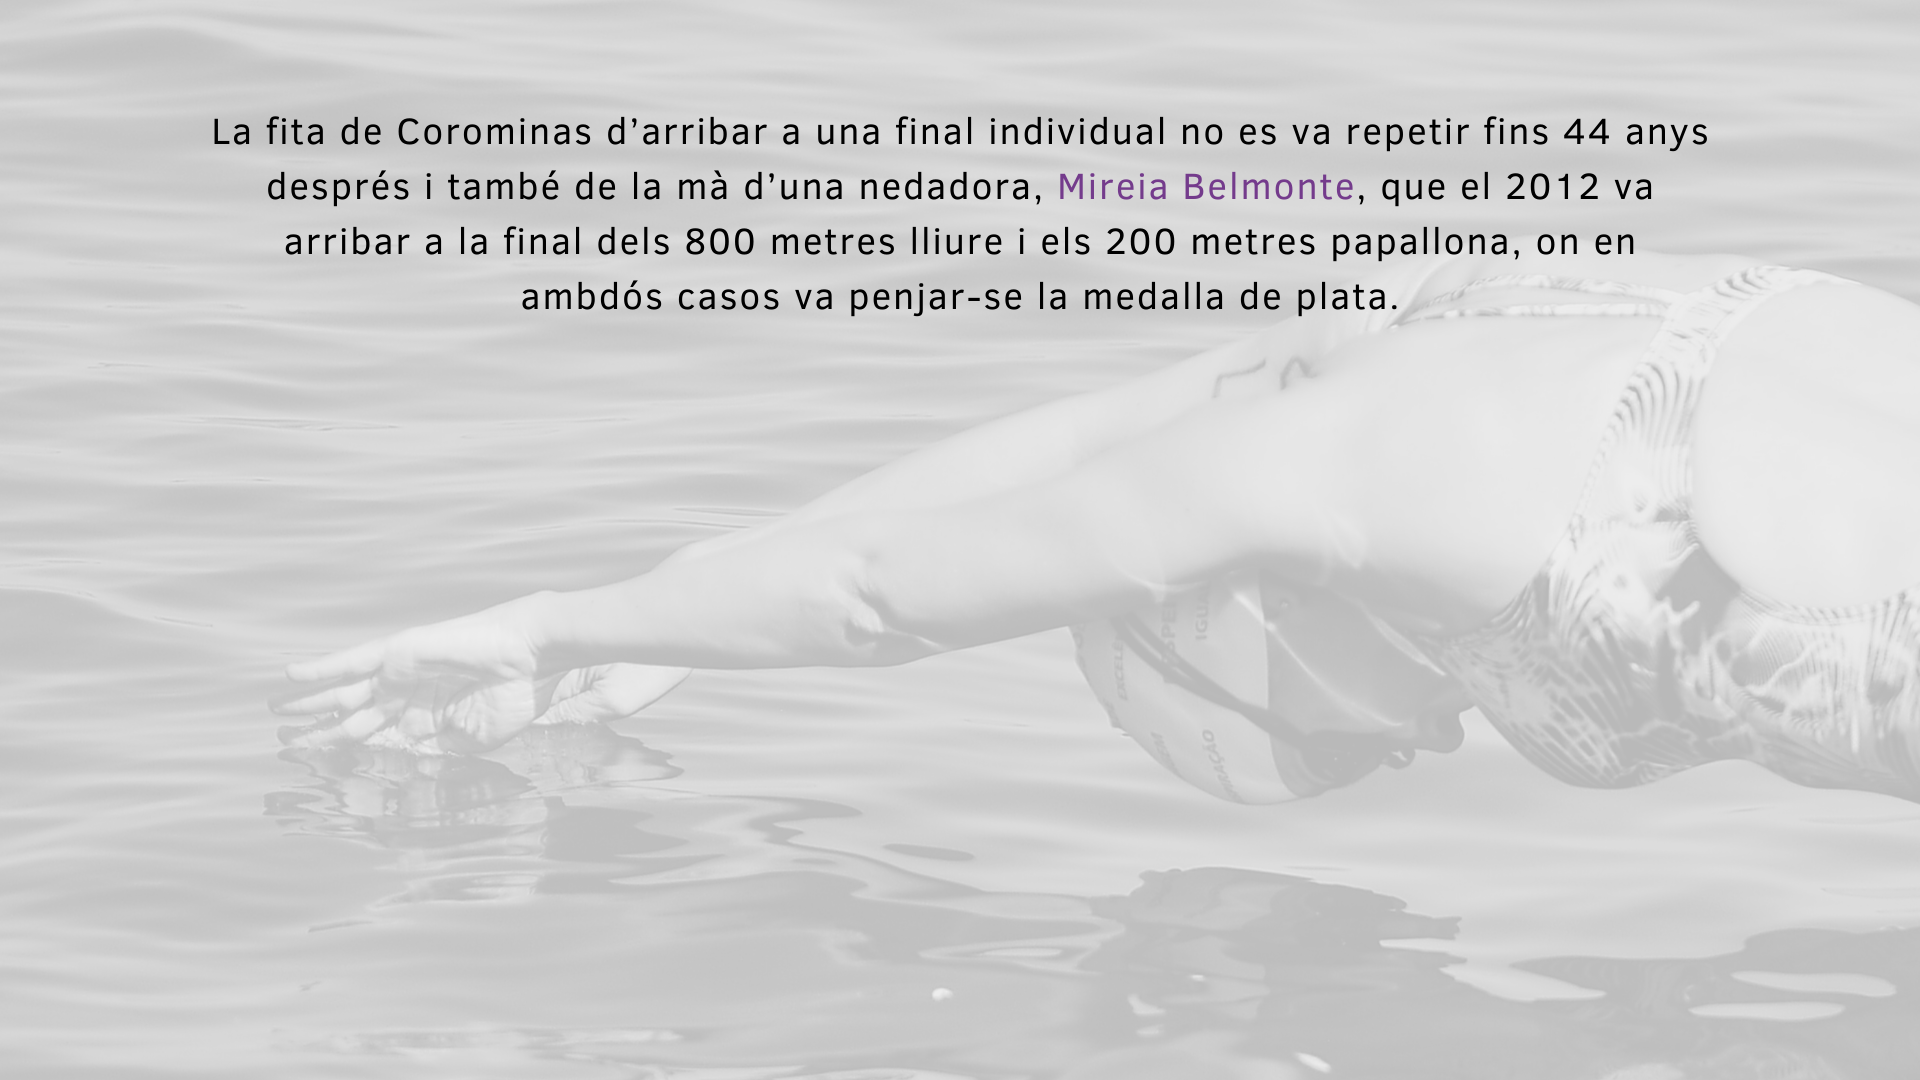 La fita de Corominas d’arribar a una final individual no es va repetir fins 44 anys
després i també de la mà d’una nedadora, Mireia Belmonte, que el 2012 va
arribar a la final dels 800 metres lliure i els 200 metres papallona, on en
ambdós casos va penjar-se la medalla de plata.